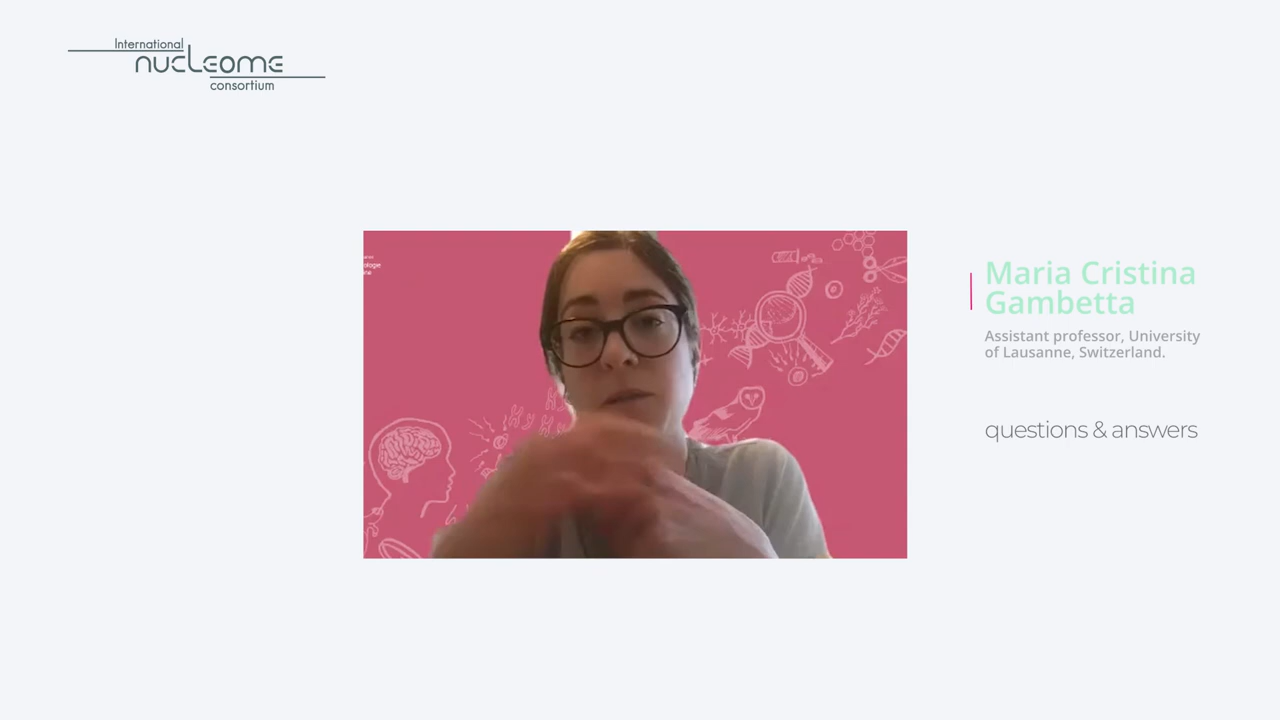 International
nucleome
consortium
Maria Cristina
Gambetta
Assistant professor, University
of Lausanne, Switzerland.
questions & answers